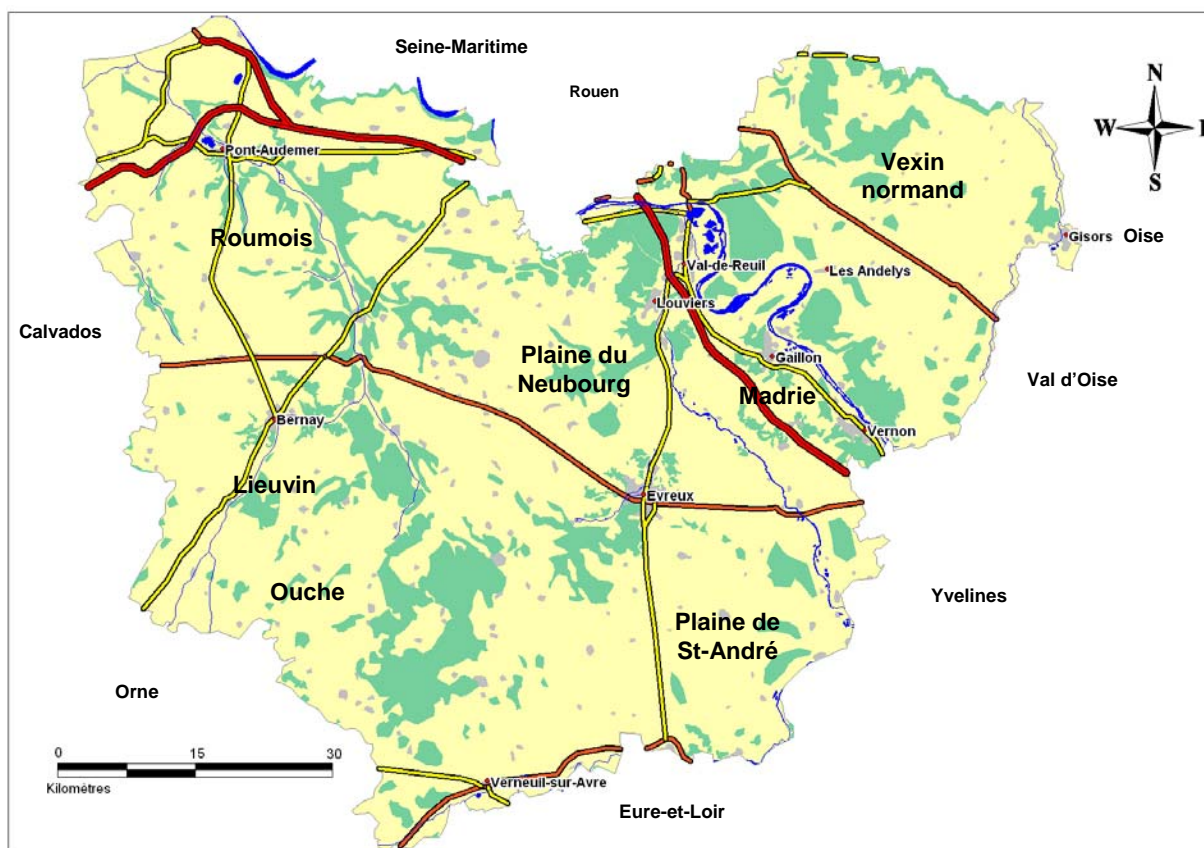 Seine-Maritime
Rouen
N
W
E
S
Pont-Audemer
Vexin
normand
Roumois
Gisors
Oise
Val-de-Reuil
Les Andelys
Louviers
Calvados
Plaine du
Neubourg
Gaillon
Val d'Oise
Madrie
Bernay
Vernon
Lieuvin
Evreux
Ouche
Yvelines
Plaine de
St-André
Orne
0 15 30
Kilomètres
Verneuil-sur-Avre
Eure-et-Loir